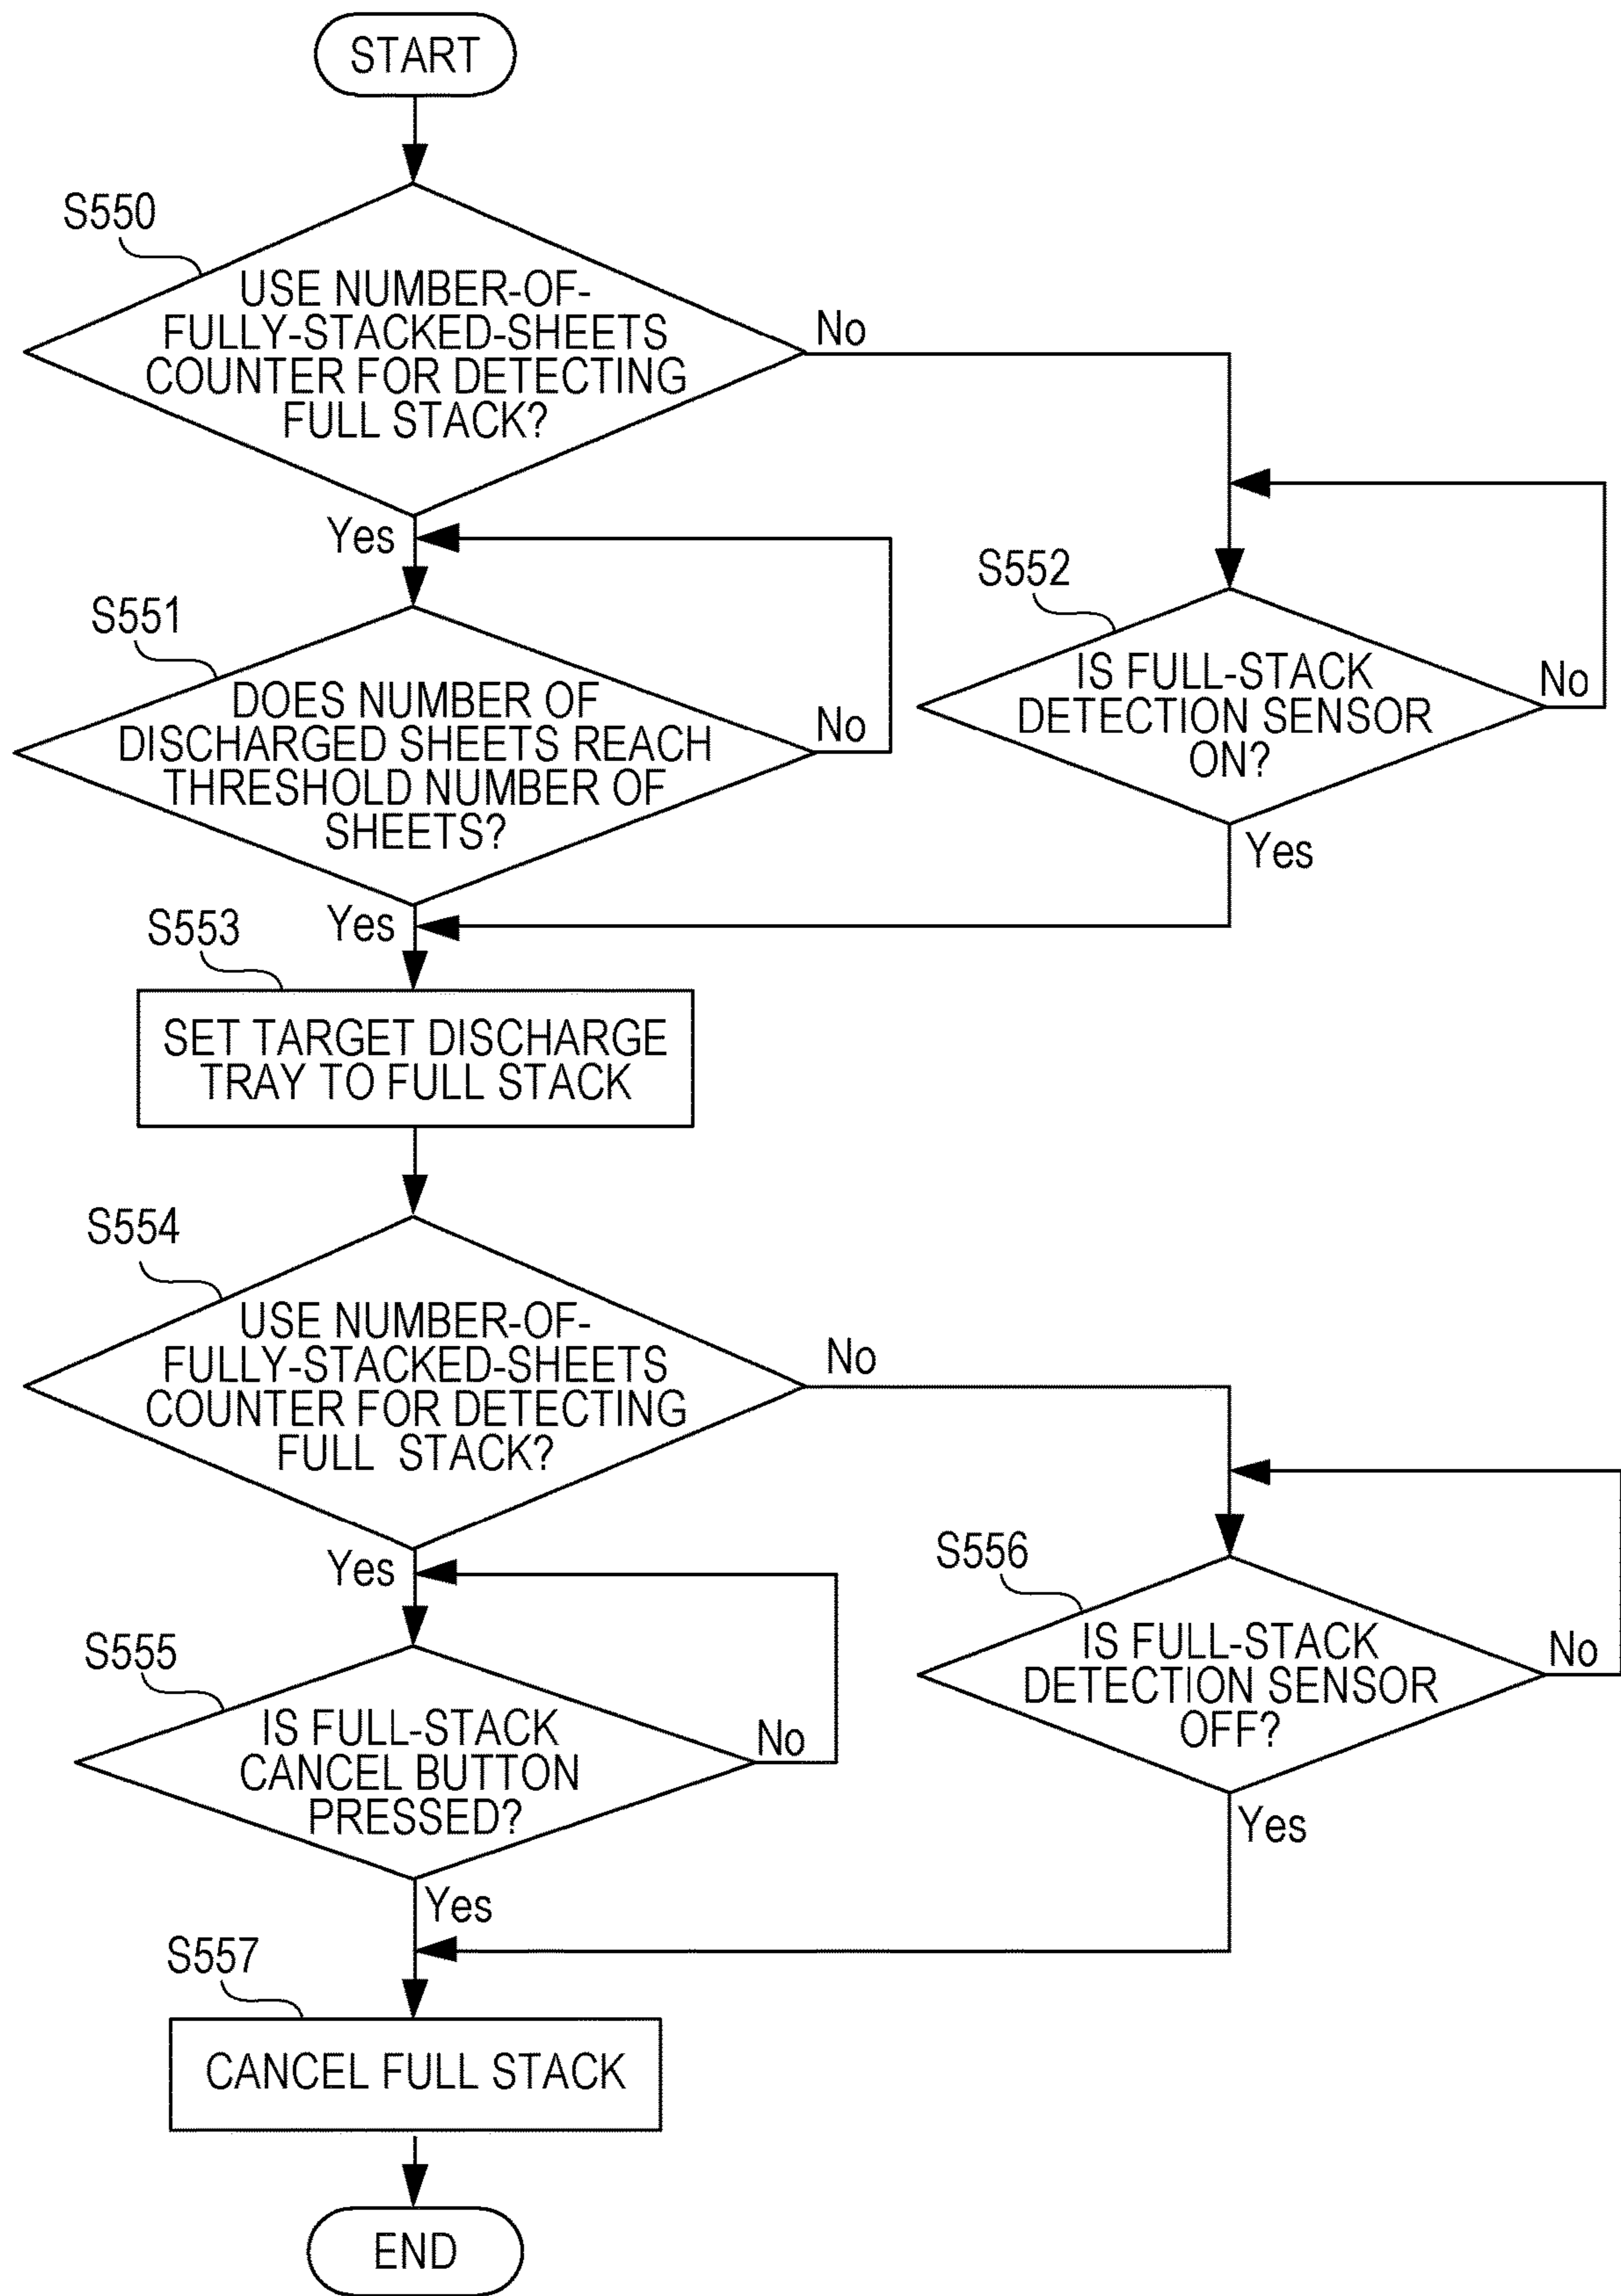 START
S550
USE NUMBER-OF-
FULLY-STACKED-SHEETS
COUNTER FOR DETECTING
FULL STACK?
No
Yes
S551
DOES NUMBER OF
DISCHARGED SHEETS REACH
THRESHOLD NUMBER OF
SHEETS?
No
Yes
S552
IS FULL-STACK
DETECTION SENSOR
ON?
No
Yes
S553
SET TARGET DISCHARGE
TRAY TO FULL STACK
S554
USE NUMBER-OF-
FULLY-STACKED-SHEETS
COUNTER FOR DETECTING
FULL STACK?
No
Yes
S555
IS FULL-STACK
CANCEL BUTTON
PRESSED?
No
Yes
S556
IS FULL-STACK
DETECTION SENSOR
OFF?
No
Yes
S557
CANCEL FULL STACK
END